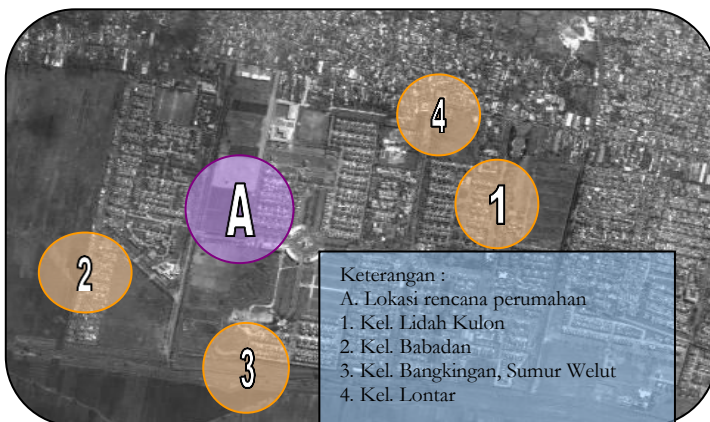 4
A
1
2
3
Keterangan :
A. Lokasi rencana perumahan
1. Kel. Lidah Kulon
2. Kel. Babadan
3. Kel. Bangkingan, Sumur Welut
4. Kel. Lontar